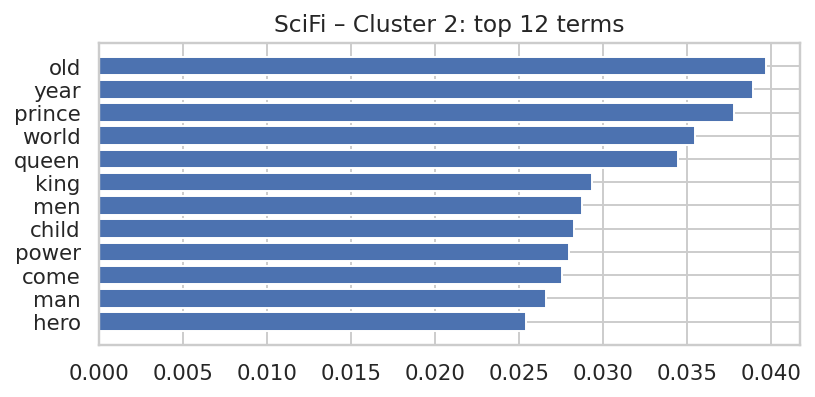 SciFi – Cluster 2: top 12 terms
old
year
prince
world
queen
king
men
child
power
come
man
hero
0.000 0.005 0.010 0.015 0.020 0.025 0.030 0.035 0.040